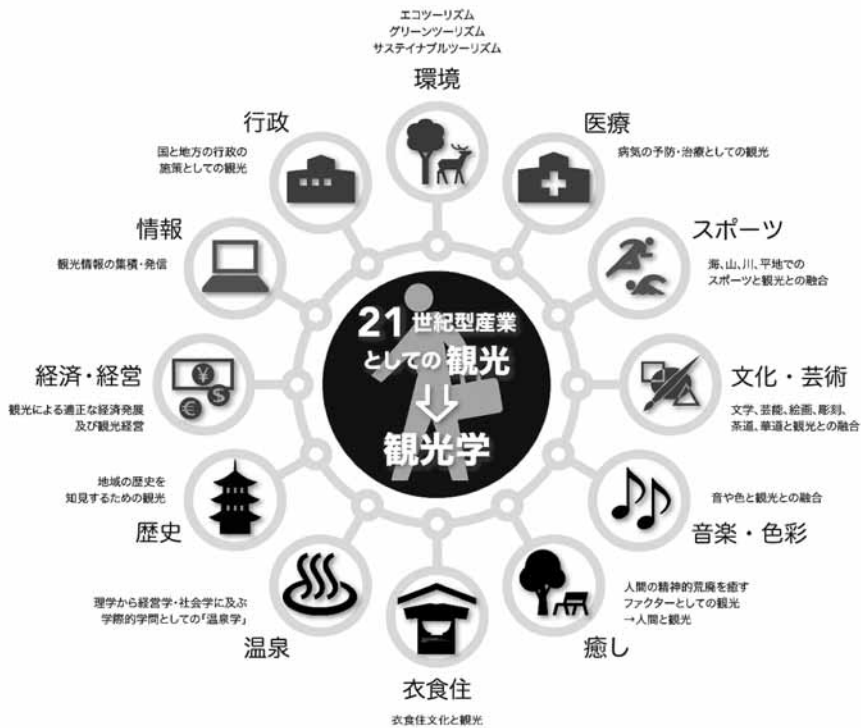 エコツーリズム
グリーンツーリズム
サステイナブルツーリズム
環境
医療
病気の予防・治療としての観光
スポーツ
海、山、川、平地での
スポーツと観光との融合
文化・芸術
文学、芸能、絵画、彫刻、
茶道、華道と観光との融合
音や色と観光との融合
音楽・色彩
人間の精神的荒廃を癒す
ファクターとしての観光
→人間と観光
癒し
衣食住
衣食住文化と観光
理学から経営学・社会学に及ぶ
学際的学問としての「温泉学」
温泉
地域の歴史を
知見するための観光
歴史
経済・経営
観光による適正な経済発展
及び観光経営
¥
$
€
情報
観光情報の集積・発信
行政
国と地方の行政の
施策としての観光
21世紀型産業
としての観光
⇩
観光学